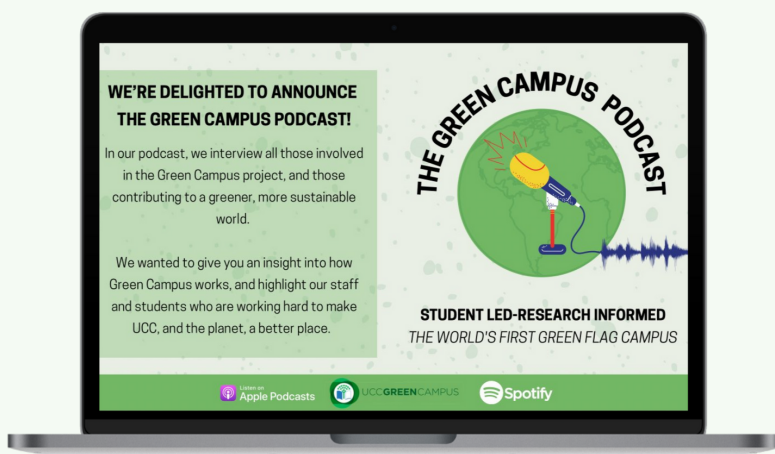 WE'RE DELIGHTED TO ANNOUNCE
THE GREEN CAMPUS PODCAST!
In our podcast, we interview all those involved
in the Green Campus project, and those
contributing to a greener, more sustainable
world.
We wanted to give you an insight into how
Green Campus works, and highlight our staff
and students who are working hard to make
UCC, and the planet, a better place.
THE GREEN CAMPUS PODCAST
STUDENT LED-RESEARCH INFORMED
THE WORLD'S FIRST GREEN FLAG CAMPUS
Listen on
Apple Podcasts
UCCGREENCAMPUS
Spotify